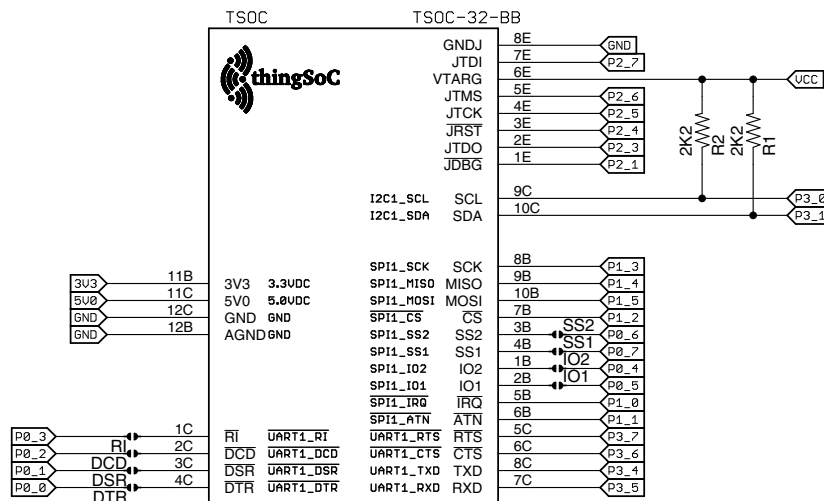 TSOC TSOC-32-BB
thingSoC
GNDJ 8E GND
JTDI 7E P2_7
VTARG 6E VCC
JTMS 5E P2_6
JTCK 4E P2_5
JRST 3E P2_4
JTDO 2E P2_3
JDBG 1E P2_1
2K2 R2 2K2 R1
I2C1_SCL SCL 9C P3_0
I2C1_SDA SDA 10C P3_1
SPI1_SCK SCK 8B P1_3
3V3 11B 3V3 3.3VDC SPI1_MISO MISO 9B P1_4
5V0 11C 5V0 5.0VDC SPI1_MOSI MOSI 10B P1_5
GND 12C GND GND SPI1_CS CS 7B P1_2
GND 12B AGND GND SPI1_SS2 SS2 3B SS2 P0_6
SPI1_SS1 SS1 4B SS1 P0_7
SPI1_IO2 IO2 1B IO2 P0_4
SPI1_IO1 IO1 2B IO1 P0_5
SPI1_IRQ IRQ 5B P1_0
SPI1_ATN ATN 6B P1_1
P0_3 RI 1C RI UART1_RI UART1_RTS RTS 5C P3_7
P0_2 DCD 2C DCD UART1_DCD UART1_CTS CTS 6C P3_6
P0_1 DSR 3C DSR UART1_DSR UART1_TXD TXD 8C P3_4
P0_0 DTR 4C DTR UART1_DTR UART1_RXD RXD 7C P3_5